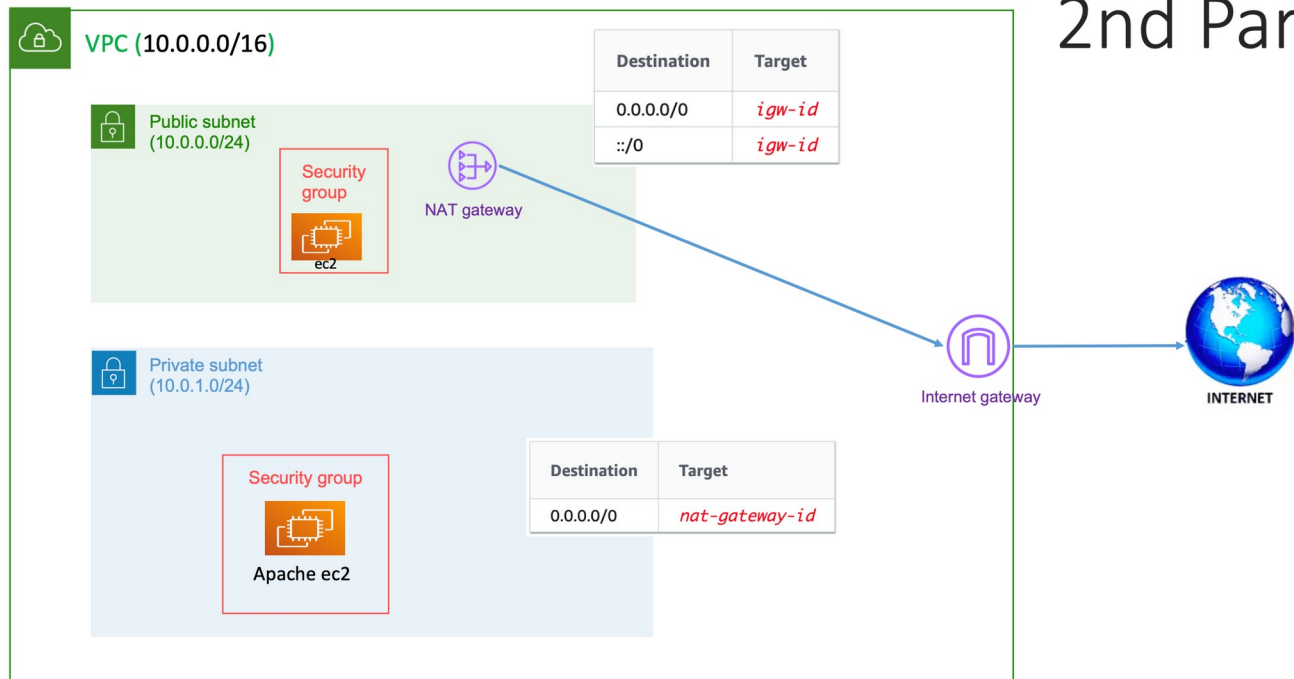 2nd Par
VPC (10.0.0.0/16)
Destination Target
0.0.0.0/0 igw-id
::/0 igw-id
Public subnet
(10.0.0.0/24)
Security
group
ec2
NAT gateway
Internet gateway
INTERNET
Private subnet
(10.0.1.0/24)
Security group
Apache ec2
Destination Target
0.0.0.0/0 nat-gateway-id